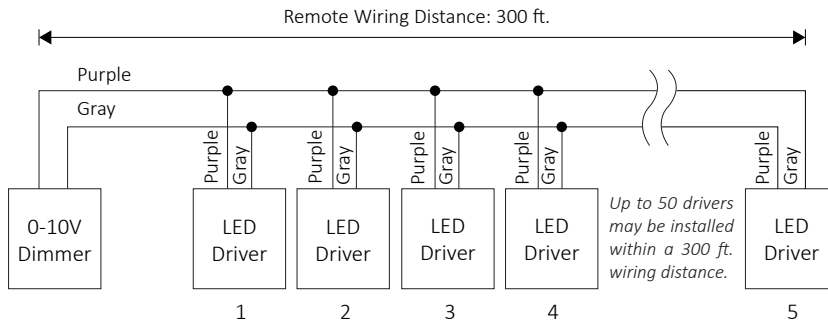 Remote Wiring Distance: 300 ft.
Purple
Gray
Purple
Gray
Purple
Gray
Purple
Gray
Purple
Gray
Purple
Gray
0-10V
Dimmer
LED
Driver
LED
Driver
LED
Driver
LED
Driver
Up to 50 drivers
may be installed
within a 300 ft.
wiring distance.
LED
Driver
1
2
3
4
5